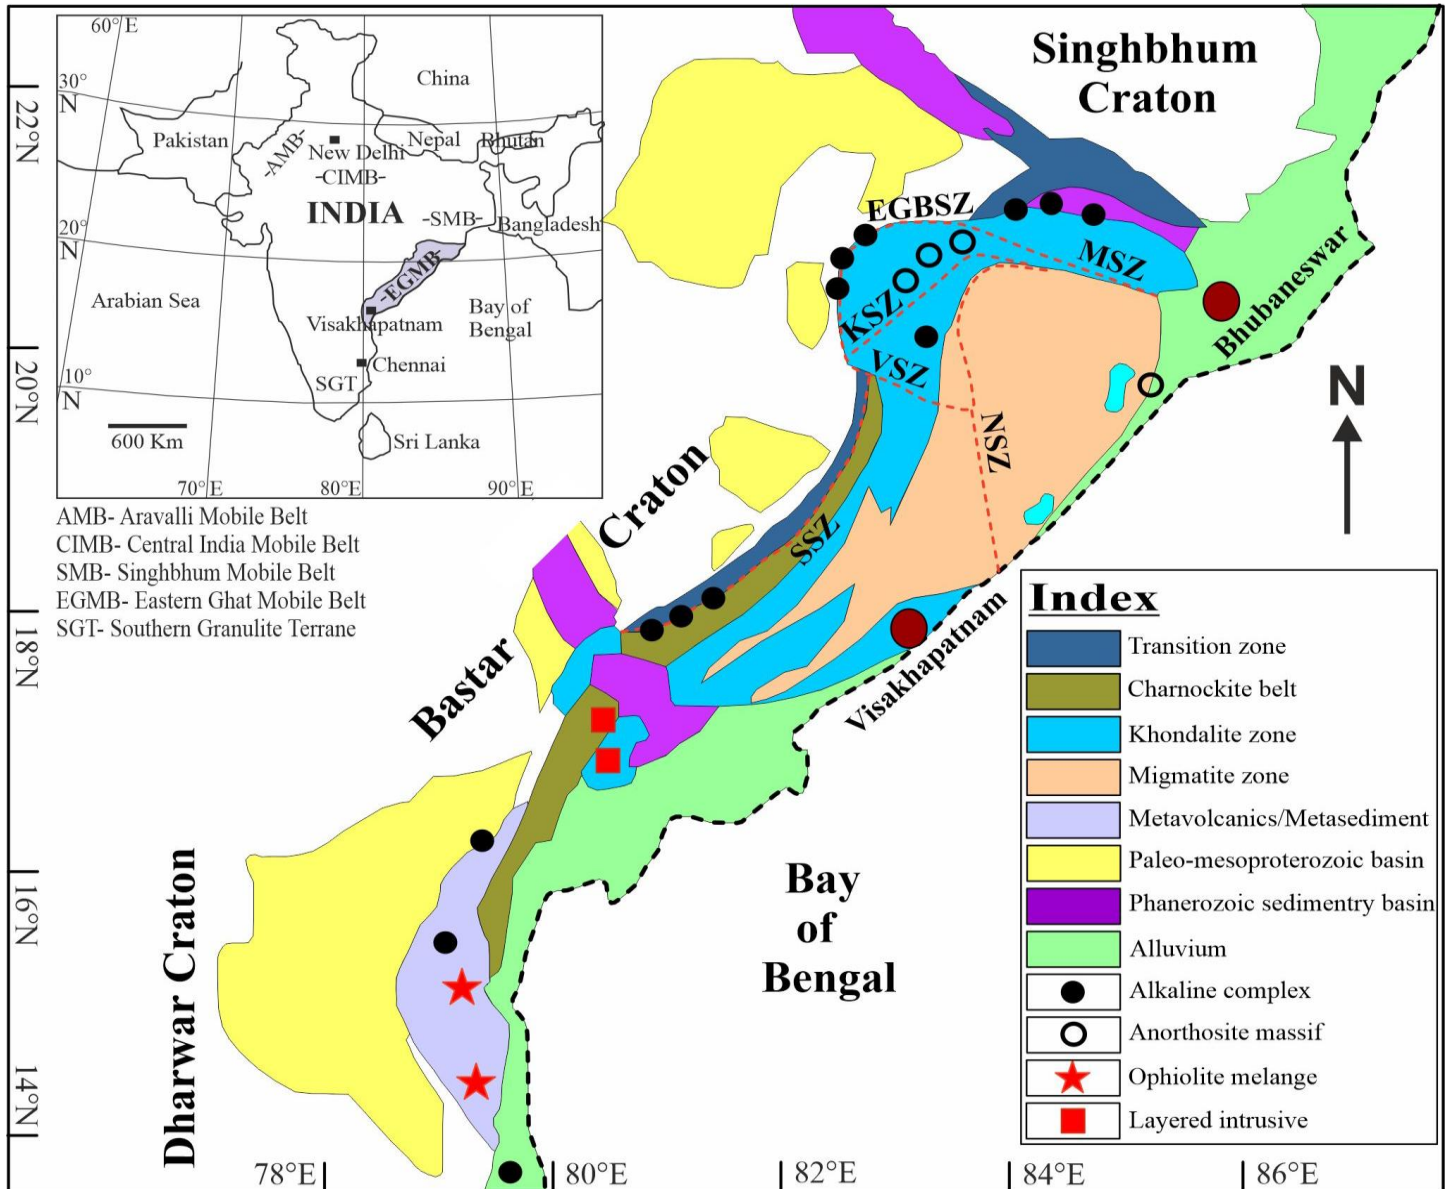 60° E
30°
N
China
Pakistan
-AMB-
New Delhi
Nepal
Bhutan
-CIMB-
INDIA
-SMB-
Bangladesh
20°
N
-EGMB-
Arabian Sea
Visakhapatnam
Bay of
Bengal
Chennai
SGT
10°
N
600 Km
Sri Lanka
70°E
80°E
90°E
AMB- Aravalli Mobile Belt
CIMB- Central India Mobile Belt
SMB- Singhbhum Mobile Belt
EGMB- Eastern Ghat Mobile Belt
SGT- Southern Granulite Terrane
Singhbhum
Craton
EGBSZ
MSZ
KSZ
VSZ
NSZ
SSZ
Bhubaneswar
Visakhapatnam
Bastar Craton
Dharwar Craton
Bay
of
Bengal
N
22°N
20°N
18°N
16°N
14°N
78°E
80°E
82°E
84°E
86°E
Index
Transition zone
Charnockite belt
Khondalite zone
Migmatite zone
Metavolcanics/Metasediment
Paleo-mesoproterozoic basin
Phanerozoic sedimentry basin
Alluvium
Alkaline complex
Anorthosite massif
Ophiolite melange
Layered intrusive